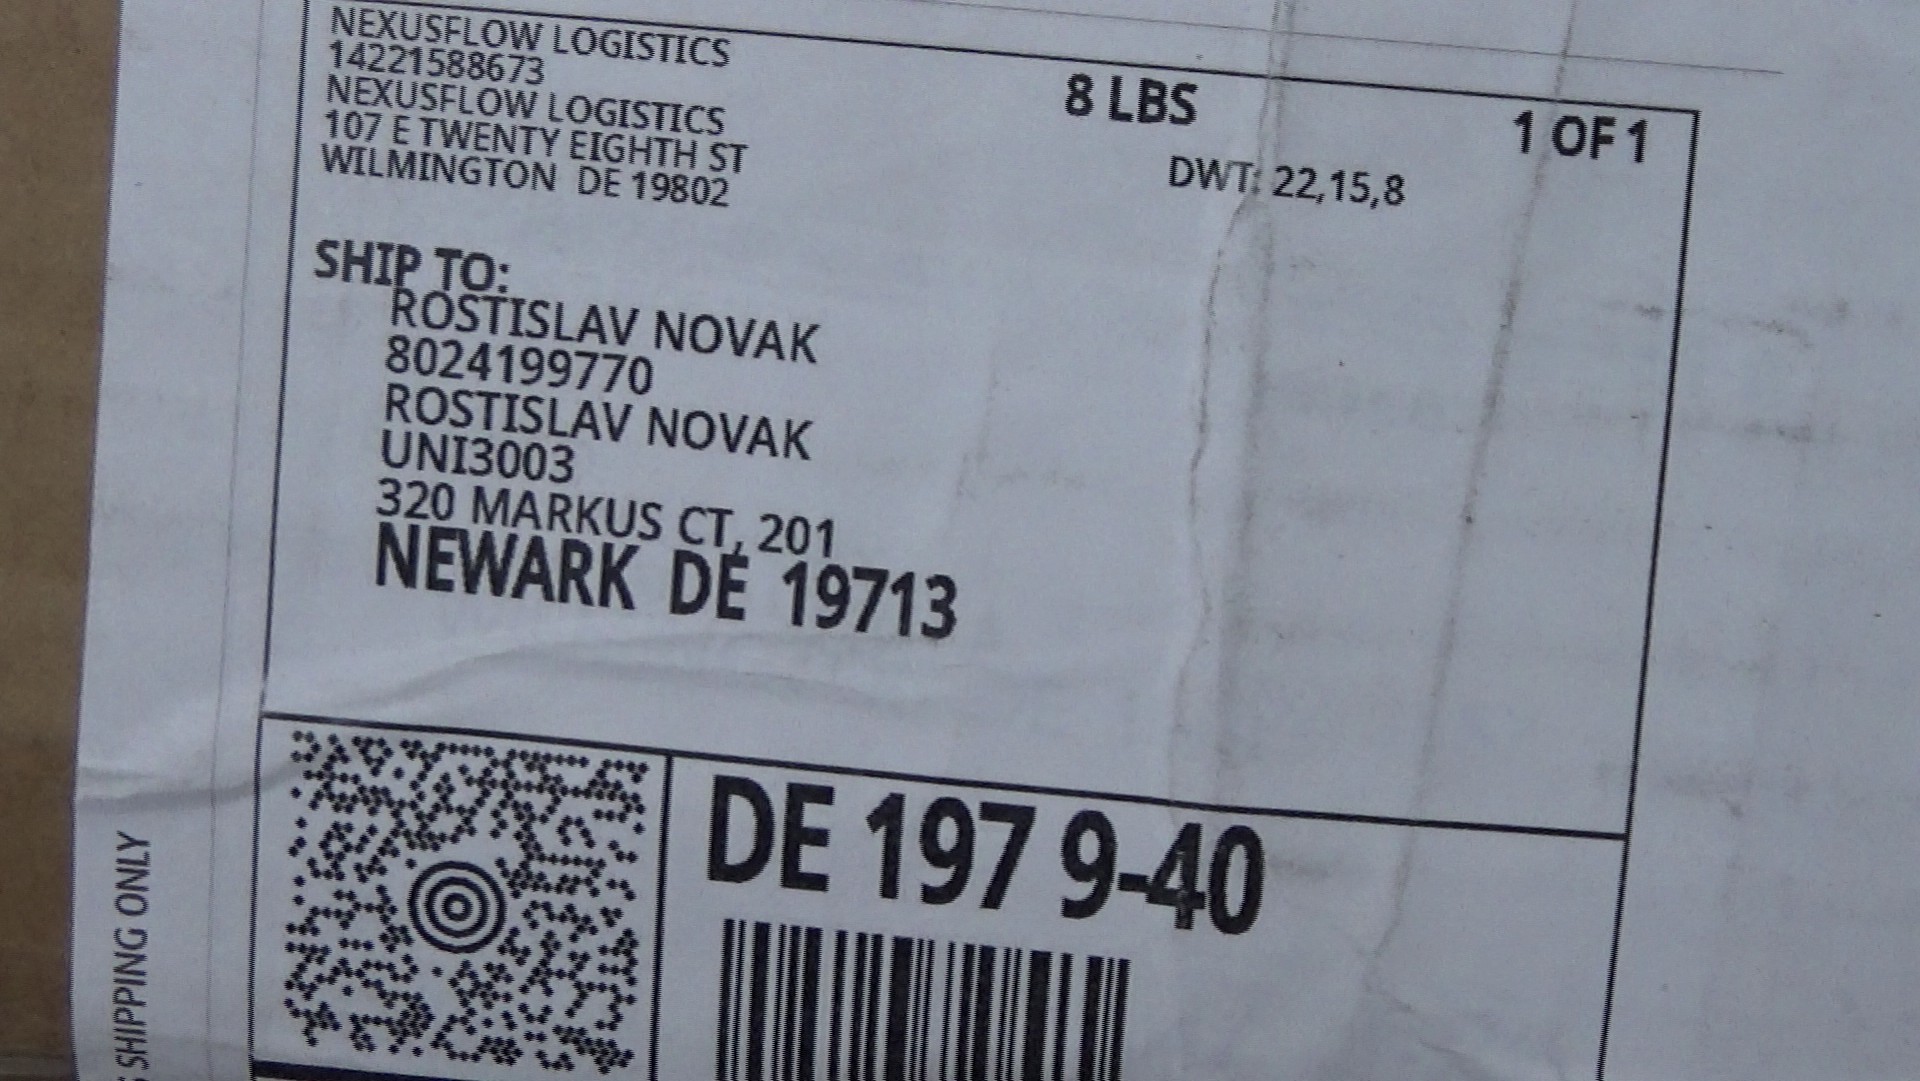 NEXUSFLOW LOGISTICS
14221588673
NEXUSFLOW LOGISTICS
107 E TWENTY EIGHTH ST
WILMINGTON DE 19802
8 LBS
1 OF 1
DWT: 22,15,8
SHIP TO:
ROSTISLAV NOVAK
8024199770
ROSTISLAV NOVAK
UNI3003
320 MARKUS CT, 201
NEWARK DE 19713
DE 197 9-40
SHIPPING ONLY